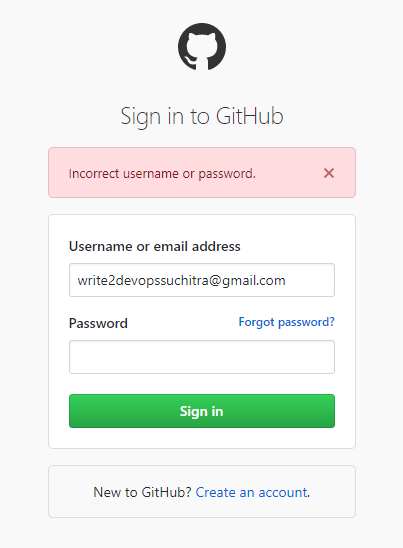 Sign in to GitHub
Incorrect username or password.
Username or email address
write2devopssuchitra@gmail.com
Password Forgot password?
Sign in
New to GitHub? Create an account.